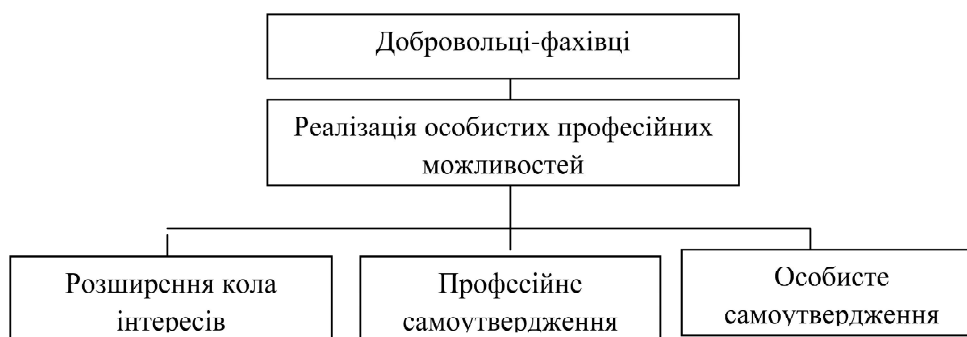 Добровольці-фахівці
Реалізація особистих професійних
можливостей
Розширення кола
інтересів
Професійне
самоутвердження
Особисте
самоутвердження